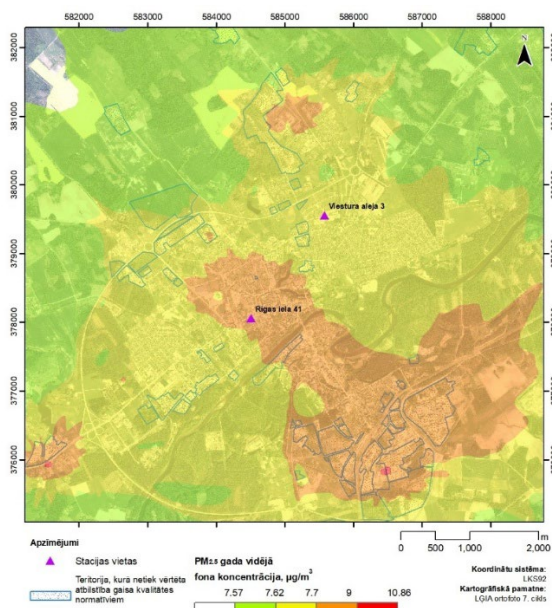 582000 583000 584000 585000 586000 587000 588000
382000
381000
380000
379000
378000
377000
376000
N
Viestura aleja 3
Rīgas iela 41
Apzīmējumi
Stacijas vietas
Teritorija, kurā netiek vērtēta
atbilstība gaisa kvalitātes
normatīviem
PM2.5 gada vidējā
fona koncentrācija, µg/m³
7.57 7.62 7.7 9 10.86
0 500 1,000 2,000
m
Koordinātu sistēma:
LKS92
Kartogrāfiskā pamatne:
LGIA ortofoto 7. cikls